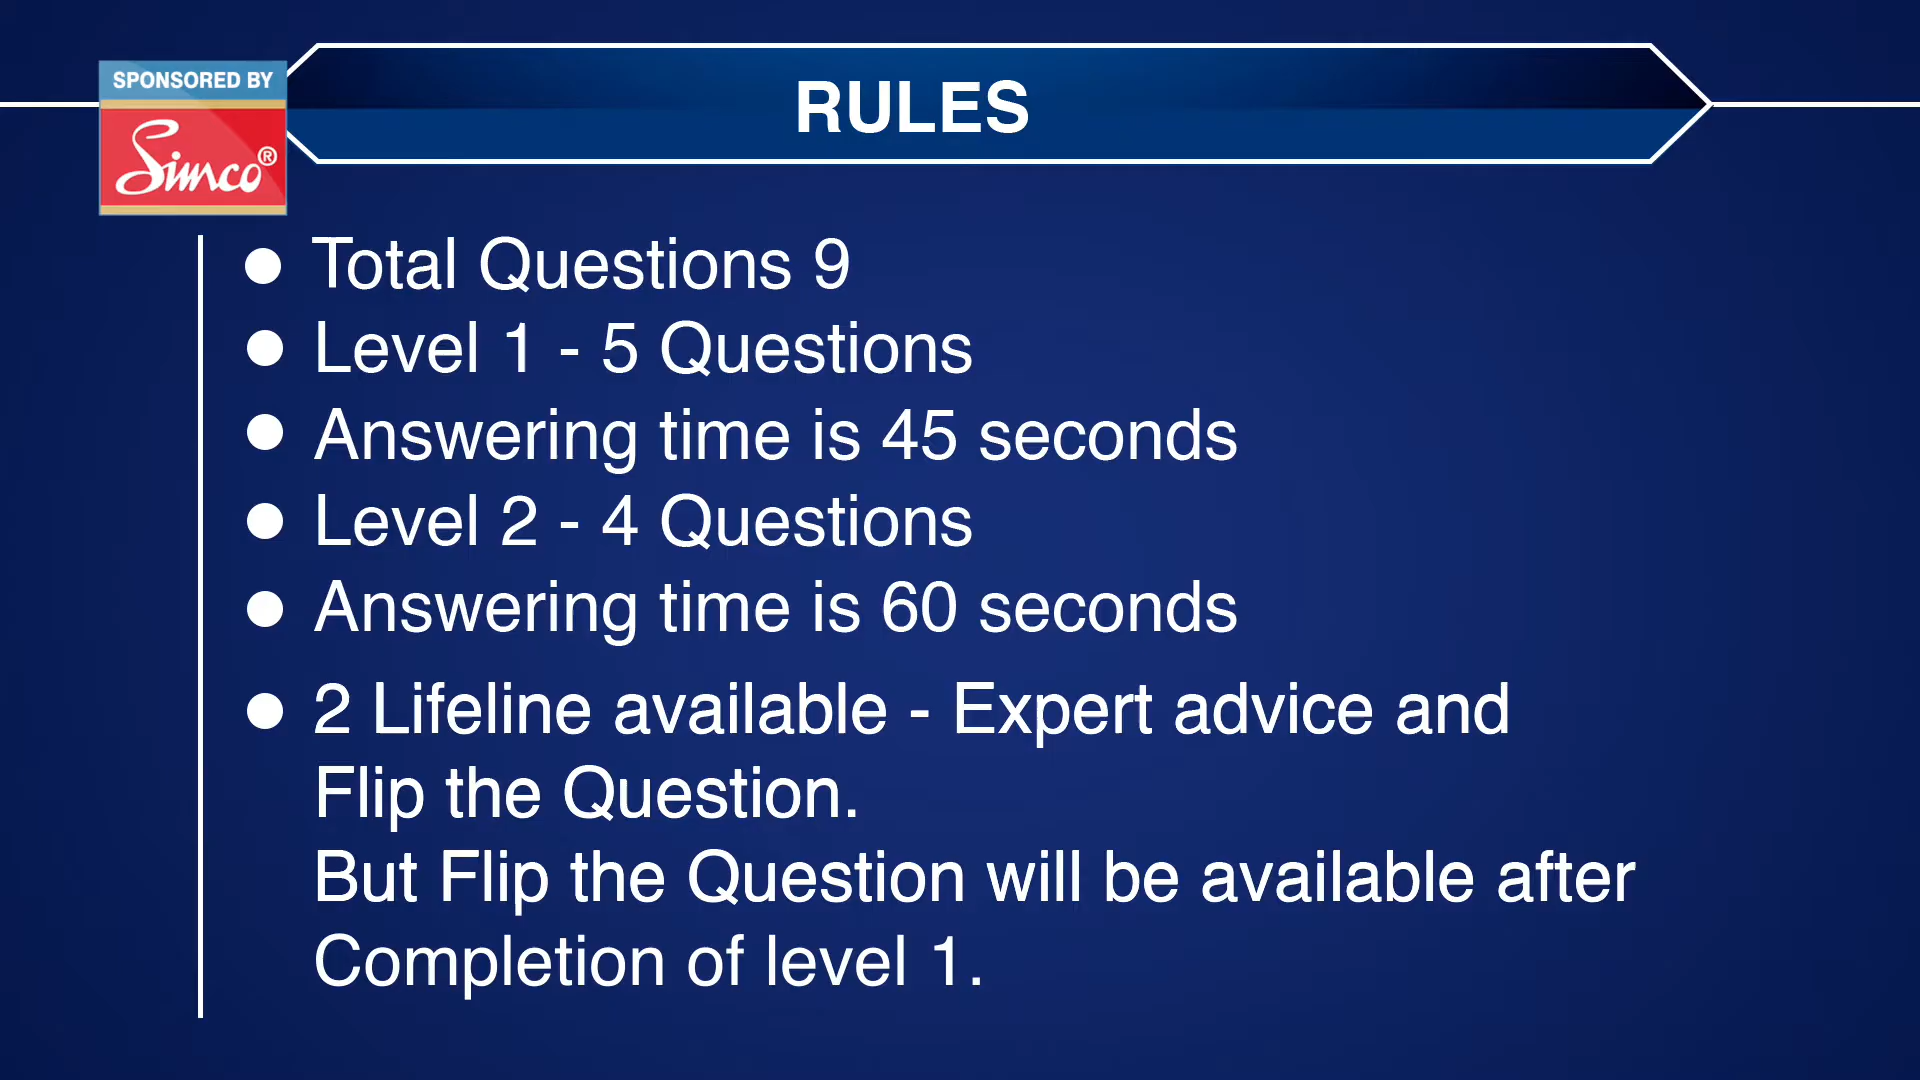 SPONSORED BY
Simco®
RULES
● Total Questions 9
● Level 1 - 5 Questions
● Answering time is 45 seconds
● Level 2 - 4 Questions
● Answering time is 60 seconds
● 2 Lifeline available - Expert advice and
Flip the Question.
But Flip the Question will be available after
Completion of level 1.